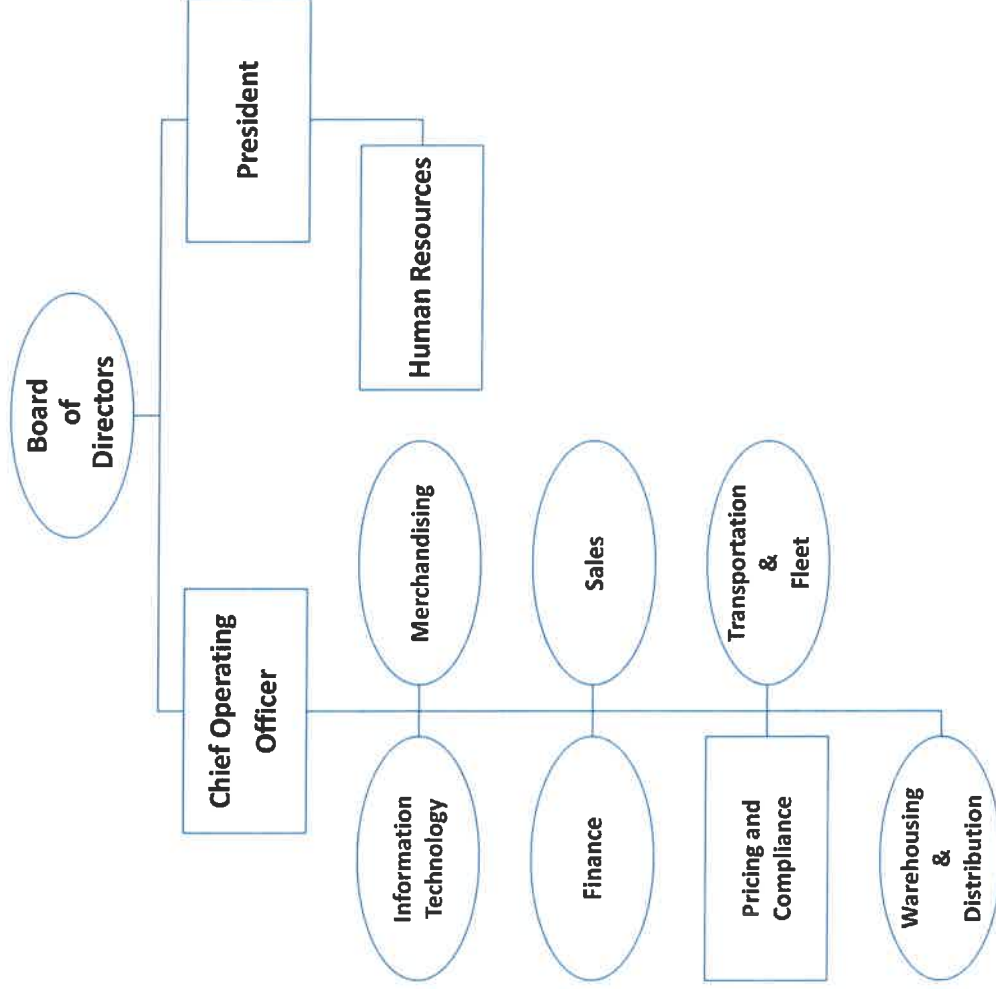 Board
of
Directors
Chief Operating
Officer
President
Information
Technology
Merchandising
Human Resources
Finance
Sales
Pricing and
Compliance
Transportation
&
Fleet
Warehousing
&
Distribution